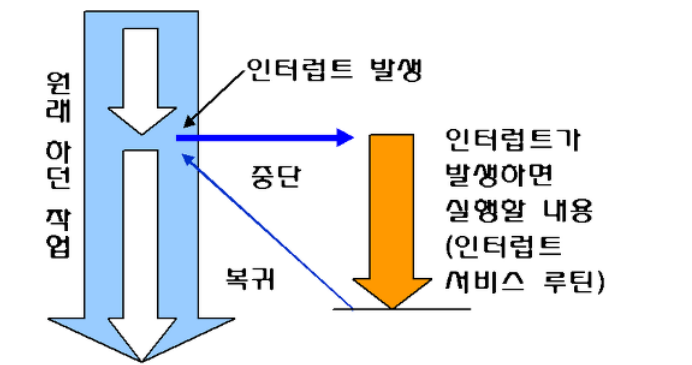 원래 하던 작업
인터럽트 발생
중단
복귀
인터럽트가
발생하면
실행할 내용
(인터럽트
서비스 루틴)